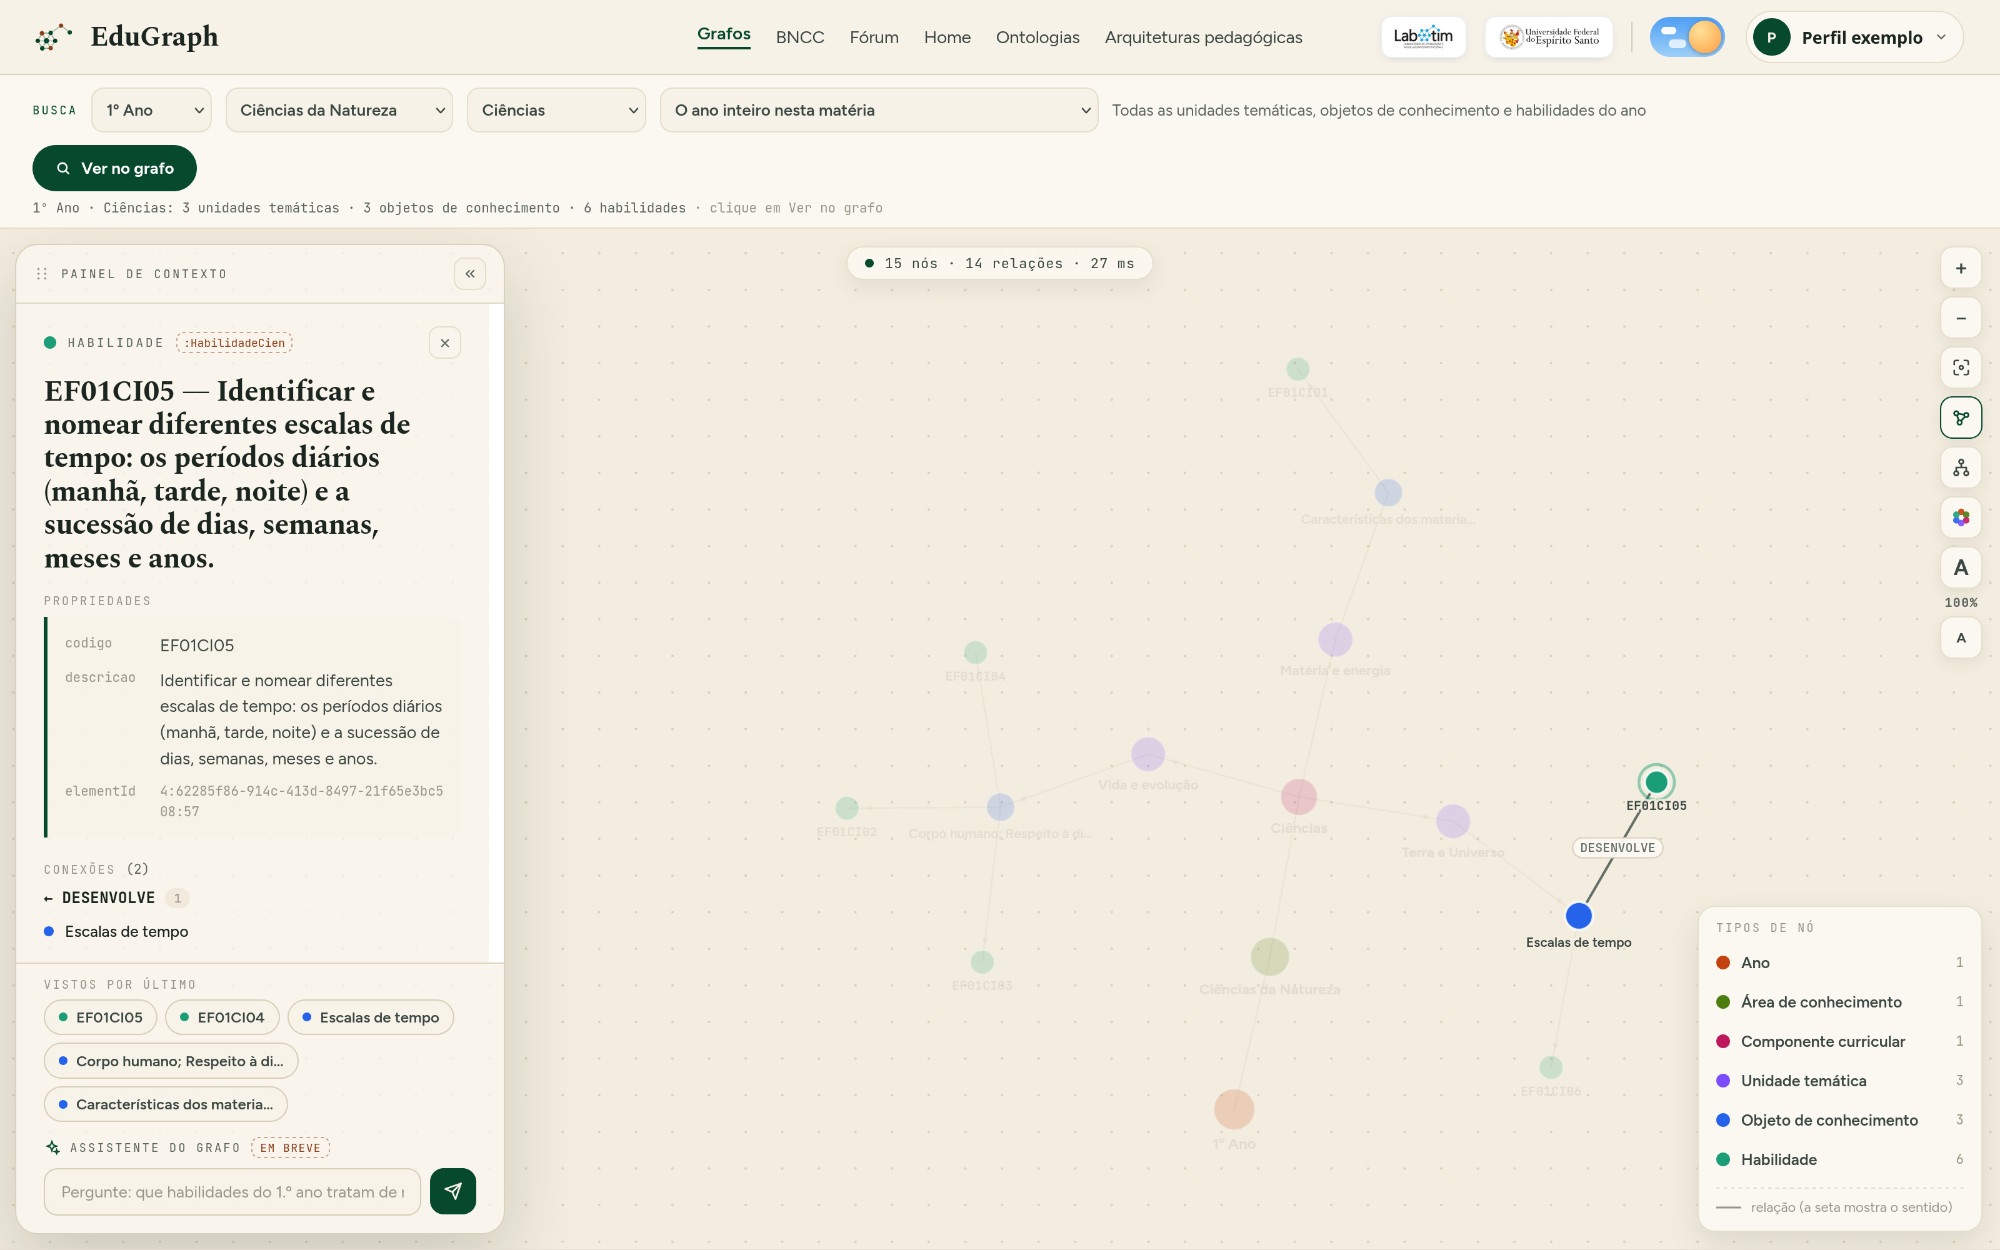 EduGraph
Grafos
BNCC
Fórum
Home
Ontologias
Arquiteturas pedagógicas
Lab tim
Universidade Federal
do Espírito Santo
P
Perfil exemplo
BUSCA
1º Ano
Ciências da Natureza
Ciências
O ano inteiro nesta matéria
Todas as unidades temáticas, objetos de conhecimento e habilidades do ano
Ver no grafo
1º Ano · Ciências: 3 unidades temáticas · 3 objetos de conhecimento · 6 habilidades · clique em Ver no grafo
PAINEL DE CONTEXTO
«
HABILIDADE
:HabilidadeCien
EF01CI05 — Identificar e
nomear diferentes escalas de
tempo: os períodos diários
(manhã, tarde, noite) e a
sucessão de dias, semanas,
meses e anos.
PROPRIEDADES
codigo
EF01CI05
descricao
Identificar e nomear diferentes
escalas de tempo: os períodos diários
(manhã, tarde, noite) e a sucessão de
dias, semanas, meses e anos.
elementId
4:62285f86-914c-413d-8497-21f65e3bc5
08:57
CONEXÕES (2)
← DESENVOLVE 1
Escalas de tempo
VISTOS POR ÚLTIMO
EF01CI05
EF01CI04
Escalas de tempo
Corpo humano; Respeito à di...
Características dos materia...
ASSISTENTE DO GRAFO
EM BREVE
Pergunte: que habilidades do 1.º ano tratam de
15 nós · 14 relações · 27 ms
EF01CI01
Características dos materia...
Matéria e energia
EF01CI04
Vida e evolução
EF01CI02
Corpo humano; Respeito à di...
Ciências
Terra e Universo
EF01CI05
DESENVOLVE
Escalas de tempo
EF01CI03
Ciências da Natureza
EF01CI06
1º Ano
+
−
A
100%
A
TIPOS DE NÓ
Ano 1
Área de conhecimento 1
Componente curricular 1
Unidade temática 3
Objeto de conhecimento 3
Habilidade 6
relação (a seta mostra o sentido)